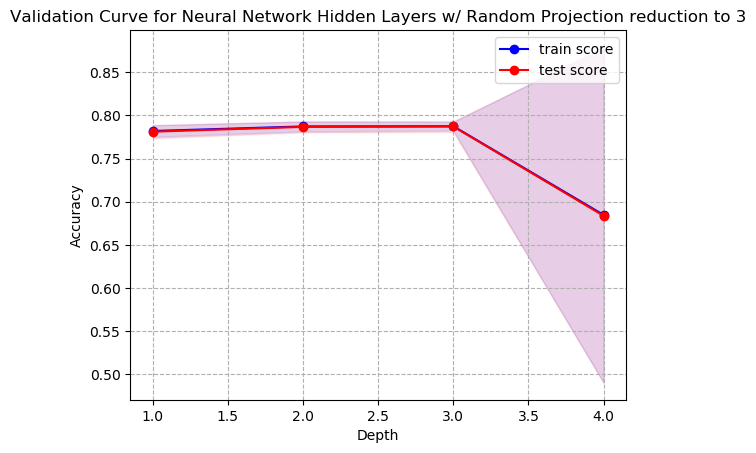 Validation Curve for Neural Network Hidden Layers w/ Random Projection reduction to 3
train score
test score
0.85
0.80
0.75
0.70
0.65
0.60
0.55
0.50
Accuracy
1.0 1.5 2.0 2.5 3.0 3.5 4.0
Depth